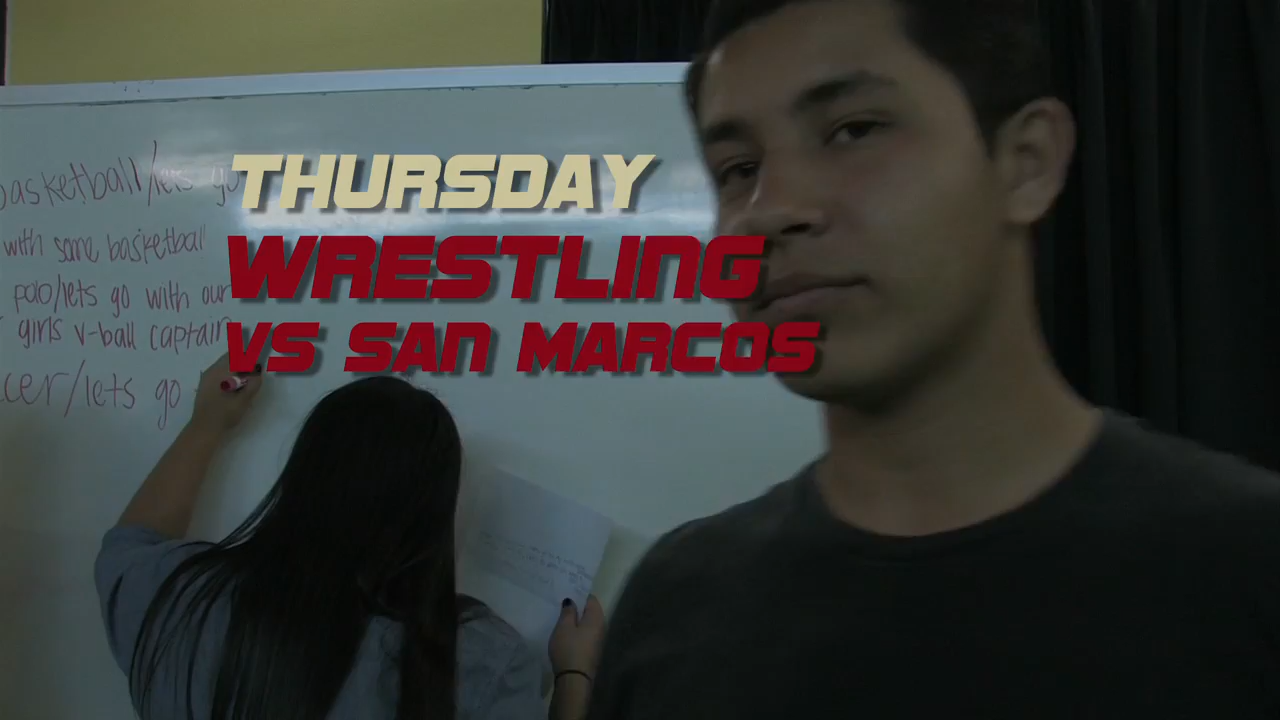 THURSDAY
WRESTLING
VS SAN MARCOS
basketball/lets go
with some basketball
polo/lets go with our
girls v-ball captain
cer/lets go